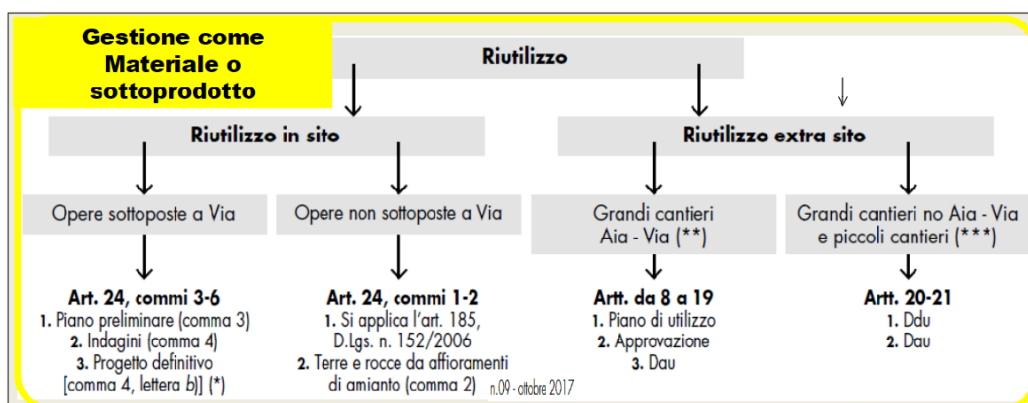 Gestione come
Materiale o
sottoprodotto
Riutilizzo
Riutilizzo in sito
Riutilizzo extra sito
Opere sottoposte a Via
Opere non sottoposte a Via
Grandi cantieri
Aia - Via (**)
Grandi cantieri no Aia - Via
e piccoli cantieri (***)
Art. 24, commi 3-6
1. Piano preliminare (comma 3)
2. Indagini (comma 4)
3. Progetto definitivo
[comma 4, lettera b)] (*)
Art. 24, commi 1-2
1. Si applica l'art. 185,
D.Lgs. n. 152/2006
2. Terre e rocce da affioramenti
di amianto (comma 2)
n.09 - ottobre 2017
Artt. da 8 a 19
1. Piano di utilizzo
2. Approvazione
3. Dau
Artt. 20-21
1. Ddu
2. Dau